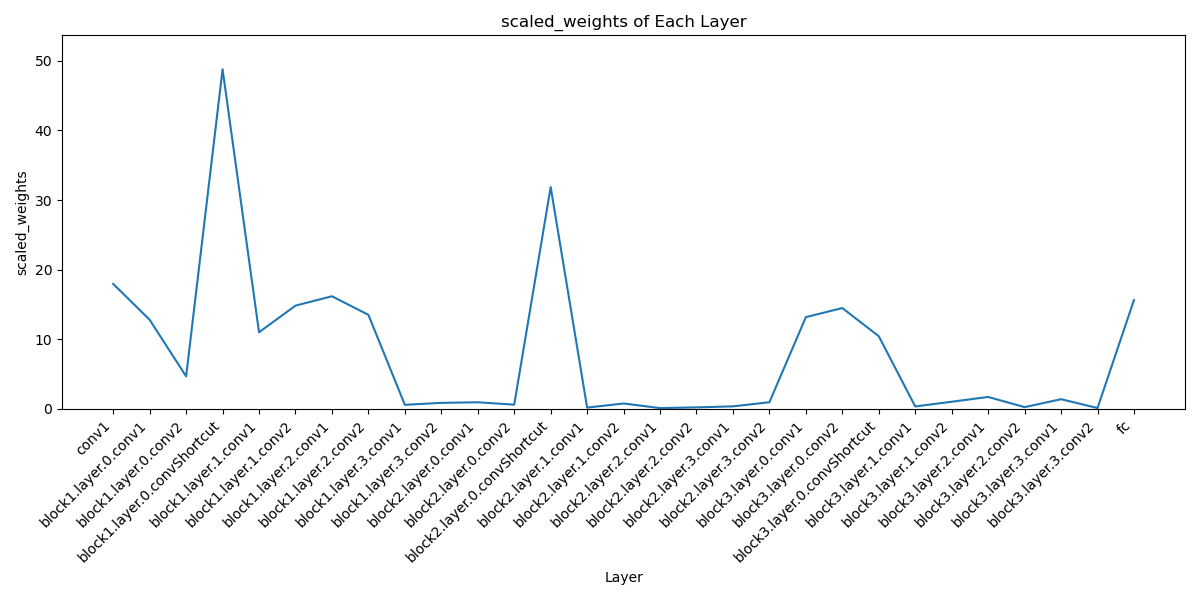 scaled_weights of Each Layer
scaled_weights
50
40
30
20
10
0
conv1
block1.layer.0.conv1
block1.layer.0.conv2
block1.layer.0.convShortcut
block1.layer.1.conv1
block1.layer.1.conv2
block1.layer.2.conv1
block1.layer.2.conv2
block1.layer.3.conv1
block1.layer.3.conv2
block2.layer.0.conv1
block2.layer.0.conv2
block2.layer.0.convShortcut
block2.layer.1.conv1
block2.layer.1.conv2
block2.layer.2.conv1
block2.layer.2.conv2
block2.layer.3.conv1
block2.layer.3.conv2
block3.layer.0.conv1
block3.layer.0.conv2
block3.layer.0.convShortcut
block3.layer.1.conv1
block3.layer.1.conv2
block3.layer.2.conv1
block3.layer.2.conv2
block3.layer.3.conv1
block3.layer.3.conv2
fc
Layer